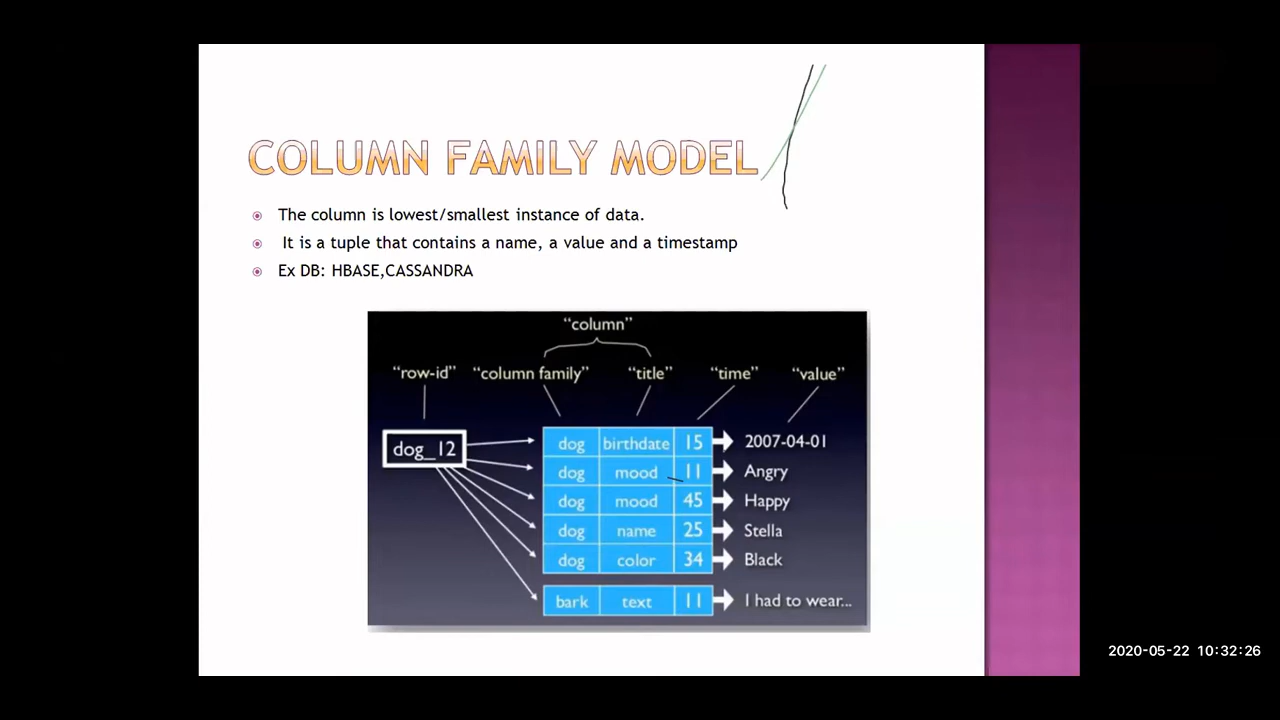 COLUMN FAMILY MODEL
The column is lowest/smallest instance of data.
It is a tuple that contains a name, a value and a timestamp
Ex DB: HBASE,CASSANDRA
“column”
“row-id” “column family” “title” “time” “value”
dog_12
dog birthdate 15 2007-04-01
dog mood 11 Angry
dog mood 45 Happy
dog name 25 Stella
dog color 34 Black
bark text 11 I had to wear...
2020-05-22 10:32:26